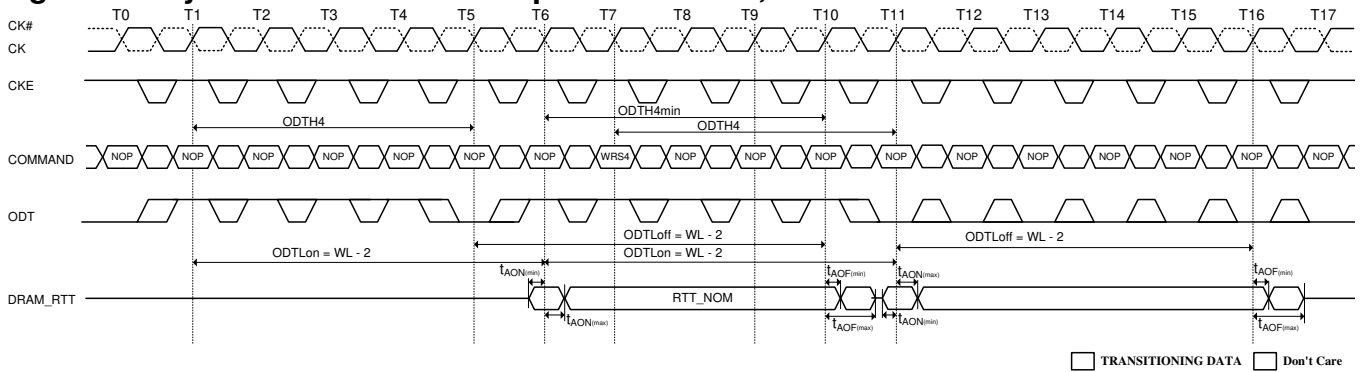 T0 T1 T2 T3 T4 T5 T6 T7 T8 T9 T10 T11 T12 T13 T14 T15 T16 T17
CK#
CK
CKE
ODTH4min
ODTH4
ODTH4
COMMAND NOP NOP NOP NOP NOP NOP NOP WRS4 NOP NOP NOP NOP NOP NOP NOP NOP NOP NOP
ODT
ODTLoff = WL - 2
ODTLoff = WL - 2
ODTLon = WL - 2
ODTLon = WL - 2
tAON(min) tAOF(min) tAON(max) tAOF(min)
DRAM_RTT RTT_NOM
tAON(max) tAOF(max) tAON(min) tAOF(max)
TRANSITIONING DATA Don't Care